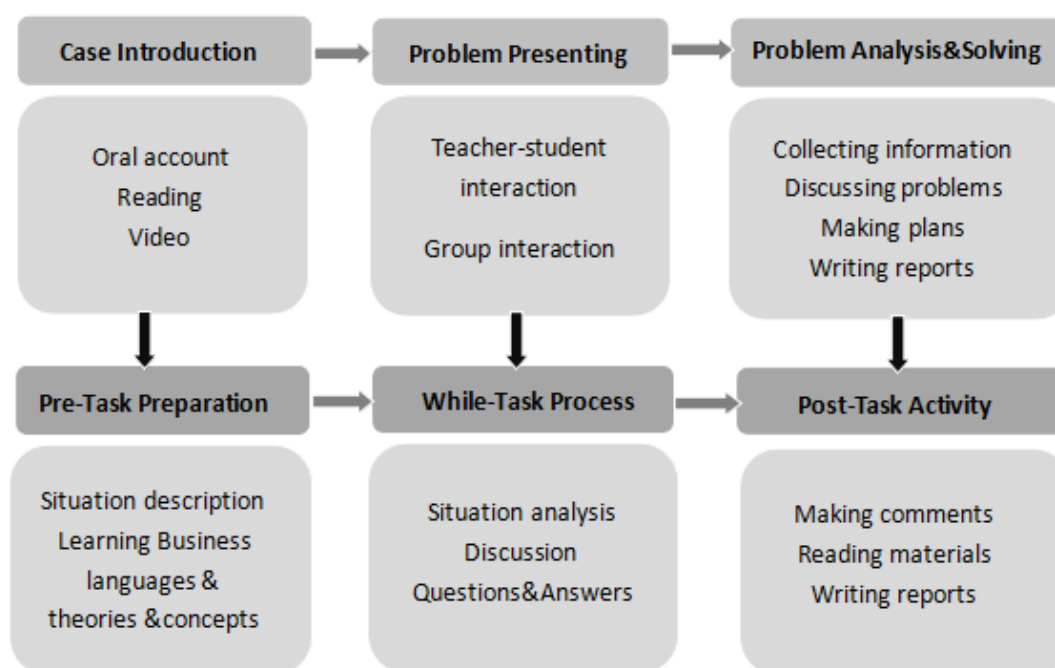 Case Introduction
Problem Presenting
Problem Analysis&Solving
Oral account
Reading
Video
Teacher-student
interaction
Group interaction
Collecting information
Discussing problems
Making plans
Writing reports
Pre-Task Preparation
While-Task Process
Post-Task Activity
Situation description
Learning Business
languages &
theories &concepts
Situation analysis
Discussion
Questions&Answers
Making comments
Reading materials
Writing reports